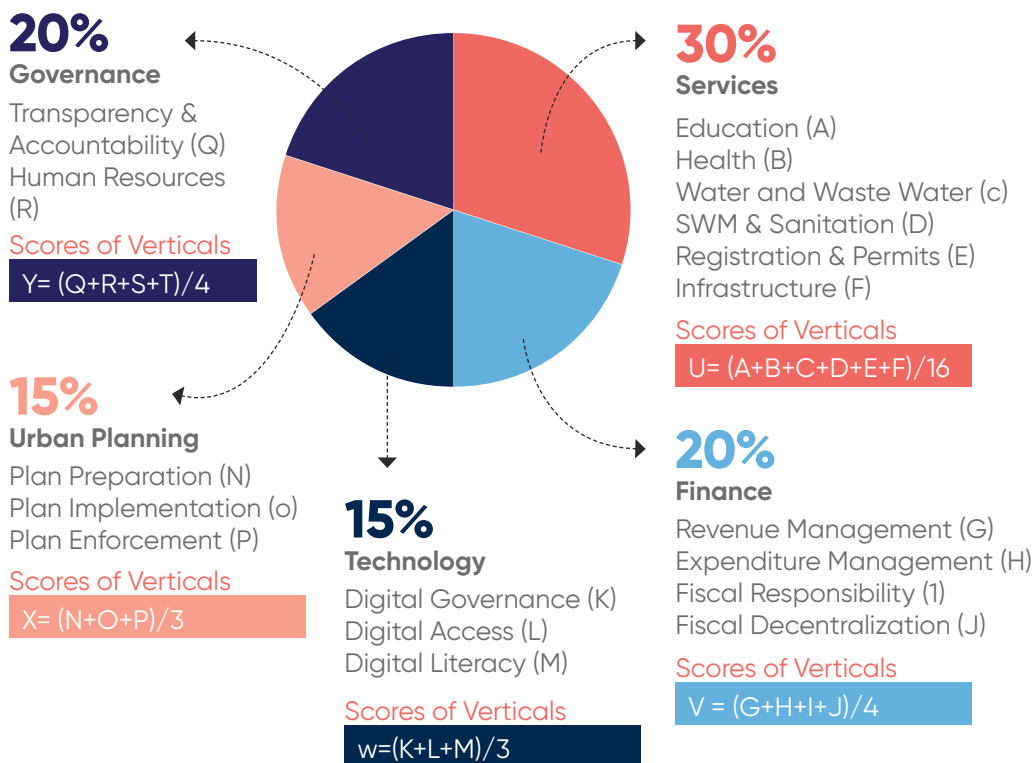 20%
Governance
Transparency &
Accountability (Q)
Human Resources
(R)
Scores of Verticals
Y= (Q+R+S+T)/4
30%
Services
Education (A)
Health (B)
Water and Waste Water (c)
SWM & Sanitation (D)
Registration & Permits (E)
Infrastructure (F)
Scores of Verticals
U= (A+B+C+D+E+F)/16
15%
Urban Planning
Plan Preparation (N)
Plan Implementation (o)
Plan Enforcement (P)
Scores of Verticals
X= (N+O+P)/3
15%
Technology
Digital Governance (K)
Digital Access (L)
Digital Literacy (M)
Scores of Verticals
w=(K+L+M)/3
20%
Finance
Revenue Management (G)
Expenditure Management (H)
Fiscal Responsibility (1)
Fiscal Decentralization (J)
Scores of Verticals
V = (G+H+I+J)/4